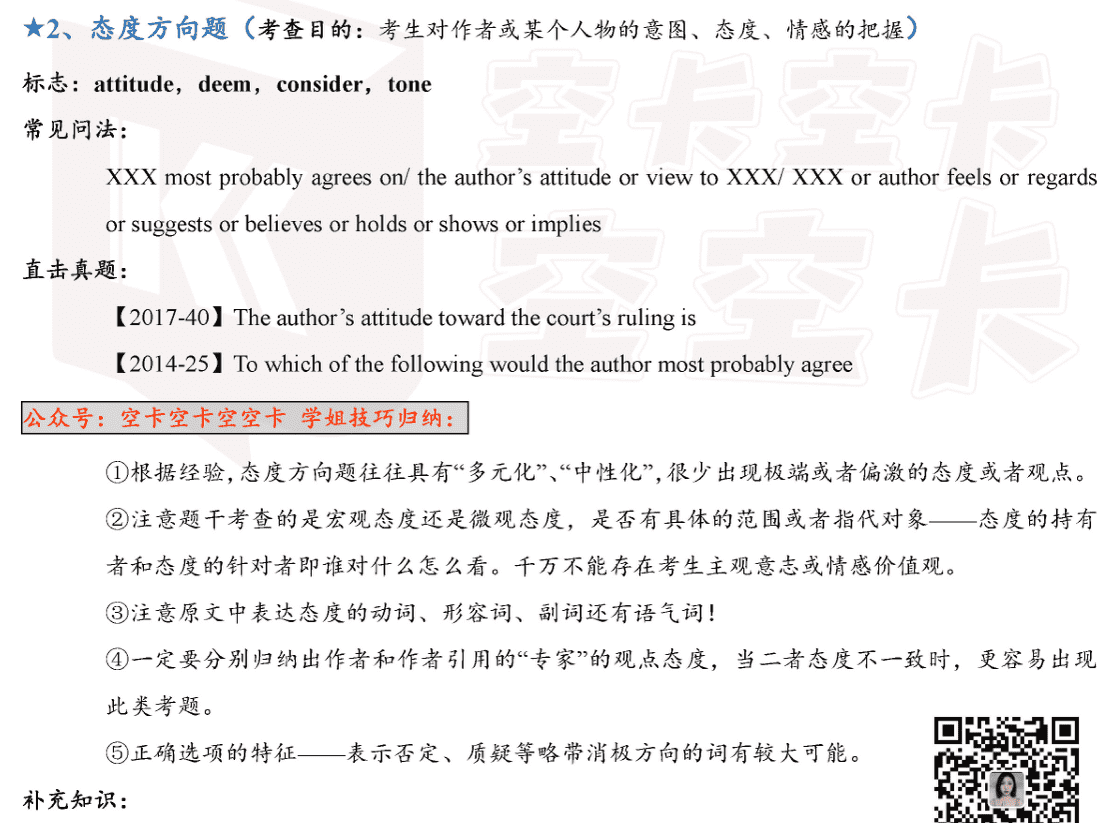 ★2、态度方向题（考查目的：考生对作者或某个人物的意图、态度、情感的把握）
标志：attitude，deem，consider，tone
常见问法：
XXX most probably agrees on/ the author’s attitude or view to XXX/ XXX or author feels or regards
or suggests or believes or holds or shows or implies
直击真题：
【2017-40】The author’s attitude toward the court’s ruling is
【2014-25】To which of the following would the author most probably agree
公众号：空卡空卡空空卡 学姐技巧归纳：
①根据经验,态度方向题往往具有“多元化”、“中性化”,很少出现极端或者偏激的态度或者观点。
②注意题干考查的是宏观态度还是微观态度，是否有具体的范围或者指代对象——态度的持有
者和态度的针对者即谁对什么怎么看。千万不能存在考生主观意志或情感价值观。
③注意原文中表达态度的动词、形容词、副词还有语气词！
④一定要分别归纳出作者和作者引用的“专家”的观点态度，当二者态度不一致时，更容易出现
此类考题。
⑤正确选项的特征——表示否定、质疑等略带消极方向的词有较大可能。
补充知识：
空卡空卡
空空卡